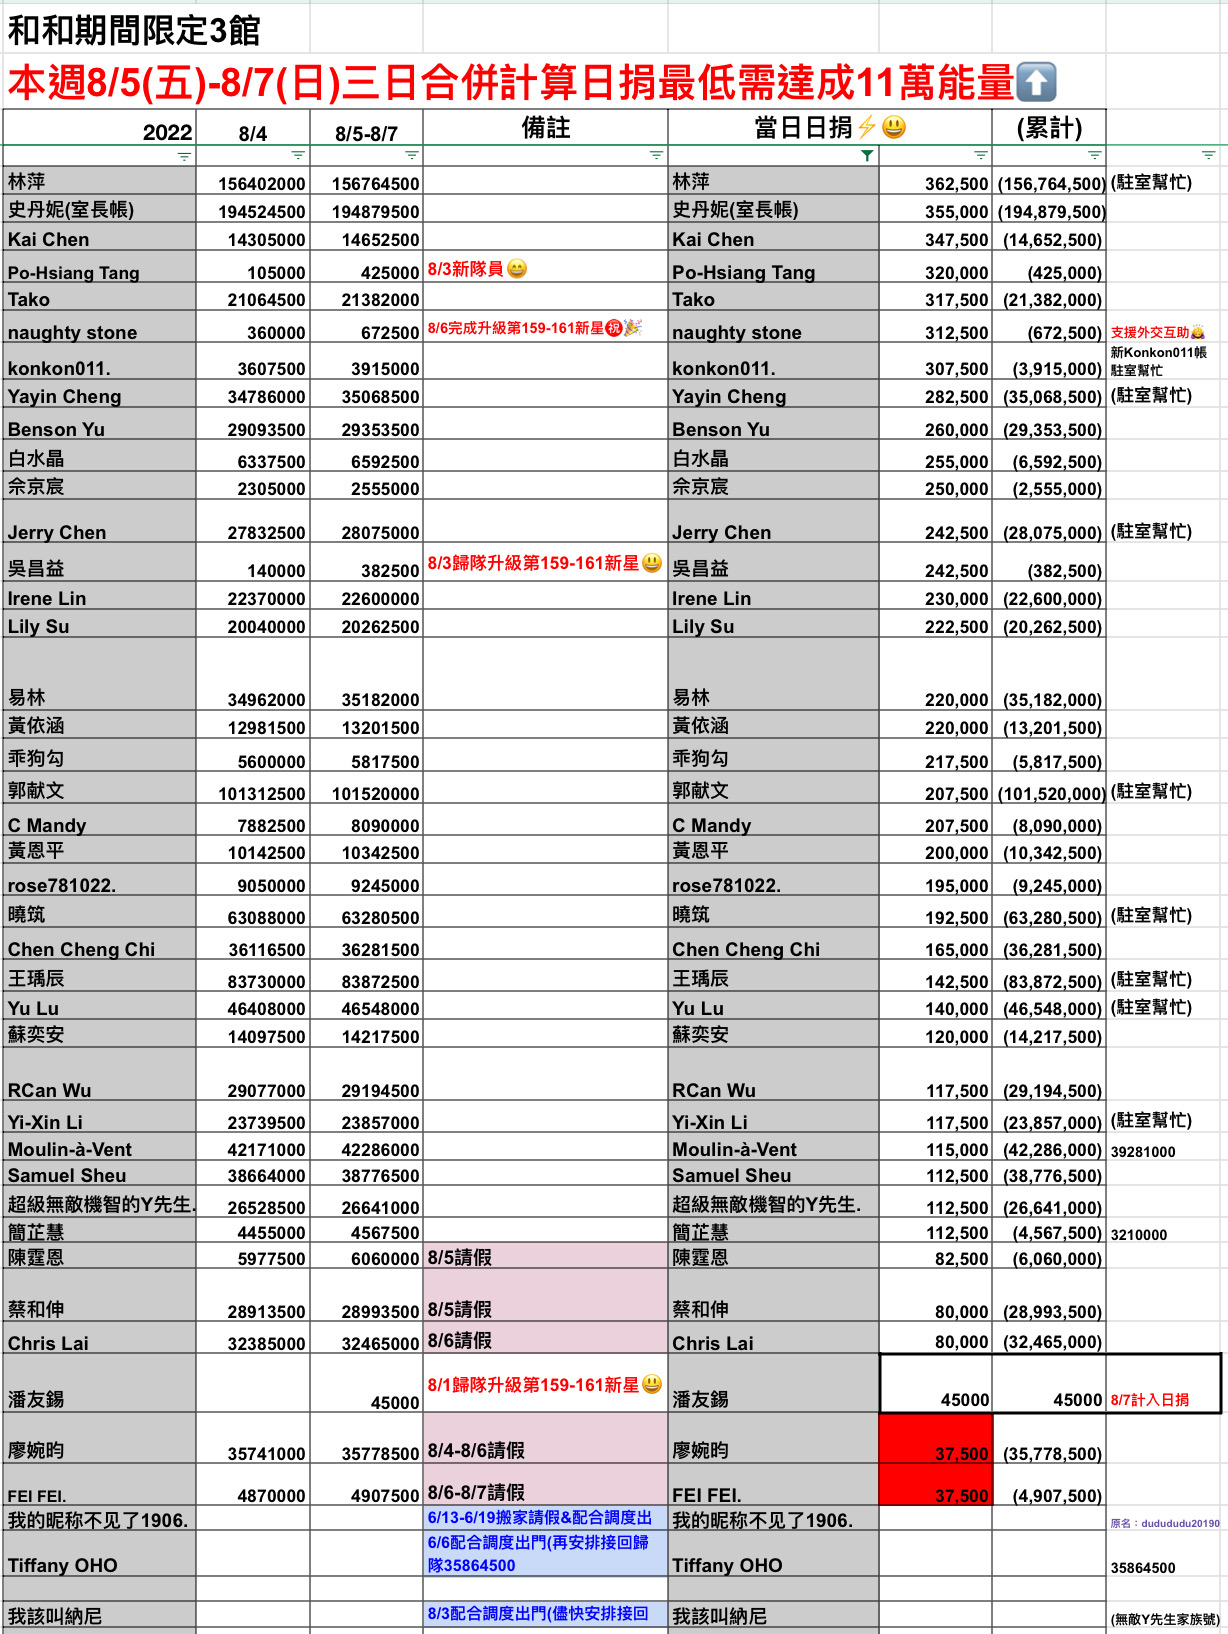 和和期間限定3館
本週8/5(五)-8/7(日)三日合併計算日捐最低需達成11萬能量⬆️
2022 8/4 8/5-8/7 備註 當日日捐⚡😃 (累計)
林萍 156402000 156764500 林萍 362,500 (156,764,500) (駐室幫忙)
史丹妮(室長帳) 194524500 194879500 史丹妮(室長帳) 355,000 (194,879,500)
Kai Chen 14305000 14652500 Kai Chen 347,500 (14,652,500)
Po-Hsiang Tang 105000 425000 8/3新隊員😄 Po-Hsiang Tang 320,000 (425,000)
Tako 21064500 21382000 Tako 317,500 (21,382,000)
naughty stone 360000 672500 8/6完成升級第159-161新星㊗️🎉 naughty stone 312,500 (672,500) 支援外交互助🙇
konkon011. 3607500 3915000 konkon011. 307,500 (3,915,000) 新Konkon011帳
駐室幫忙
Yayin Cheng 34786000 35068500 Yayin Cheng 282,500 (35,068,500) (駐室幫忙)
Benson Yu 29093500 29353500 Benson Yu 260,000 (29,353,500)
白水晶 6337500 6592500 白水晶 255,000 (6,592,500)
佘京宸 2305000 2555000 佘京宸 250,000 (2,555,000)
Jerry Chen 27832500 28075000 Jerry Chen 242,500 (28,075,000) (駐室幫忙)
吳昌益 140000 382500 8/3歸隊升級第159-161新星😃 吳昌益 242,500 (382,500)
Irene Lin 22370000 22600000 Irene Lin 230,000 (22,600,000)
Lily Su 20040000 20262500 Lily Su 222,500 (20,262,500)
易林 34962000 35182000 易林 220,000 (35,182,000)
黃依涵 12981500 13201500 黃依涵 220,000 (13,201,500)
乖狗勾 5600000 5817500 乖狗勾 217,500 (5,817,500)
郭献文 101312500 101520000 郭献文 207,500 (101,520,000) (駐室幫忙)
C Mandy 7882500 8090000 C Mandy 207,500 (8,090,000)
黃恩平 10142500 10342500 黃恩平 200,000 (10,342,500)
rose781022. 9050000 9245000 rose781022. 195,000 (9,245,000)
曉筑 63088000 63280500 曉筑 192,500 (63,280,500) (駐室幫忙)
Chen Cheng Chi 36116500 36281500 Chen Cheng Chi 165,000 (36,281,500)
王瑀辰 83730000 83872500 王瑀辰 142,500 (83,872,500) (駐室幫忙)
Yu Lu 46408000 46548000 Yu Lu 140,000 (46,548,000) (駐室幫忙)
蘇奕安 14097500 14217500 蘇奕安 120,000 (14,217,500)
RCan Wu 29077000 29194500 RCan Wu 117,500 (29,194,500)
Yi-Xin Li 23739500 23857000 Yi-Xin Li 117,500 (23,857,000) (駐室幫忙)
Moulin-à-Vent 42171000 42286000 Moulin-à-Vent 115,000 (42,286,000) 39281000
Samuel Sheu 38664000 38776500 Samuel Sheu 112,500 (38,776,500)
超級無敵機智的Y先生. 26528500 26641000 超級無敵機智的Y先生. 112,500 (26,641,000)
簡芷慧 4455000 4567500 簡芷慧 112,500 (4,567,500) 3210000
陳霆恩 5977500 6060000 8/5請假 陳霆恩 82,500 (6,060,000)
蔡和伸 28913500 28993500 8/5請假 蔡和伸 80,000 (28,993,500)
Chris Lai 32385000 32465000 8/6請假 Chris Lai 80,000 (32,465,000)
潘友錫 45000 8/1歸隊升級第159-161新星😃 潘友錫 45000 45000 8/7計入日捐
廖婉昀 35741000 35778500 8/4-8/6請假 廖婉昀 37,500 (35,778,500)
FEI FEI. 4870000 4907500 8/6-8/7請假 FEI FEI. 37,500 (4,907,500)
我的昵称不见了1906. 6/13-6/19搬家請假&配合調度出 我的昵称不见了1906. 原名：dudududu20190
Tiffany OHO 6/6配合調度出門(再安排接回歸
隊35864500 Tiffany OHO 35864500
我該叫納尼 8/3配合調度出門(儘快安排接回 我該叫納尼 (無敵Y先生家族號)